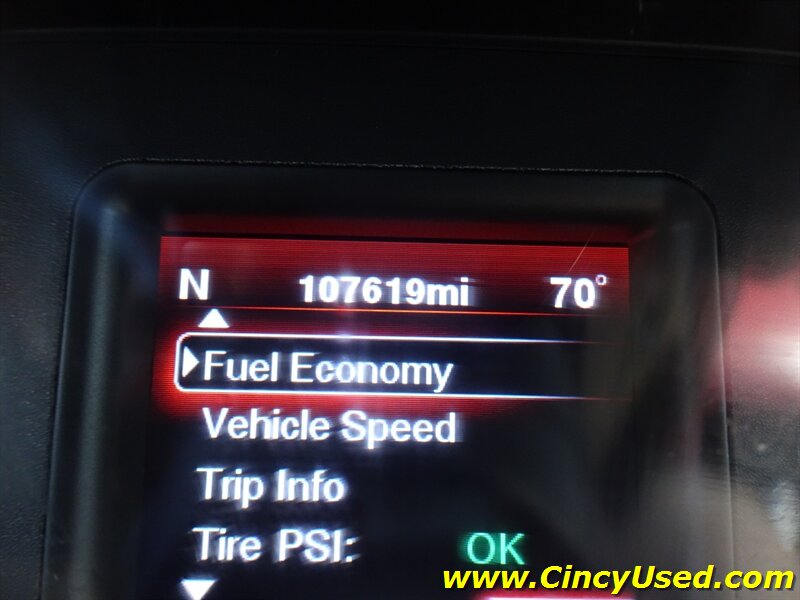 N 107619mi 70°
Fuel Economy
Vehicle Speed
Trip Info
Tire PSI: OK
www.CincyUsed.com